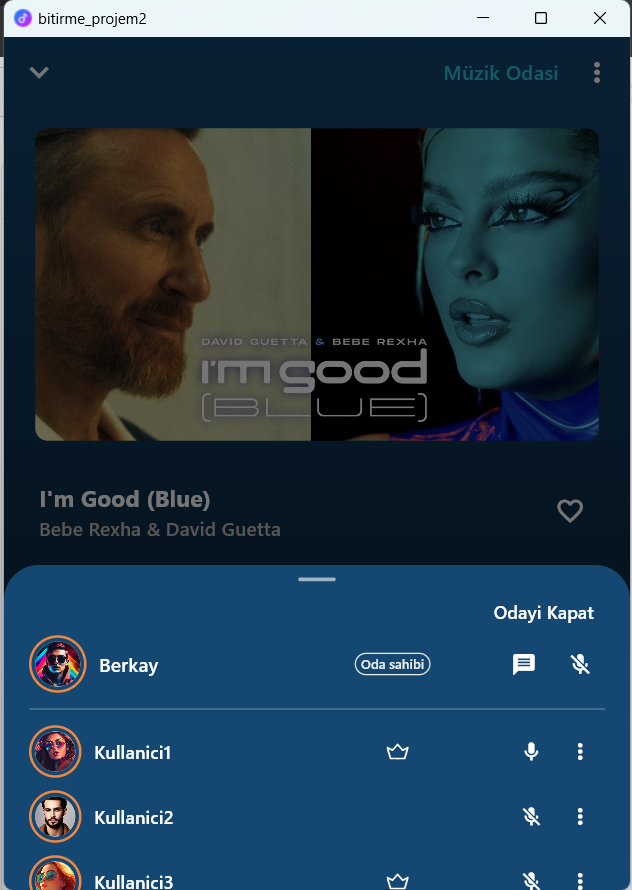 bitirme_projem2
Müzik Odasi
DAVID GUETTA & BEBE REXHA
I'm good
(BLUE)
I'm Good (Blue)
Bebe Rexha & David Guetta
Odayi Kapat
Berkay
Oda sahibi
Kullanici1
Kullanici2
Kullanici3